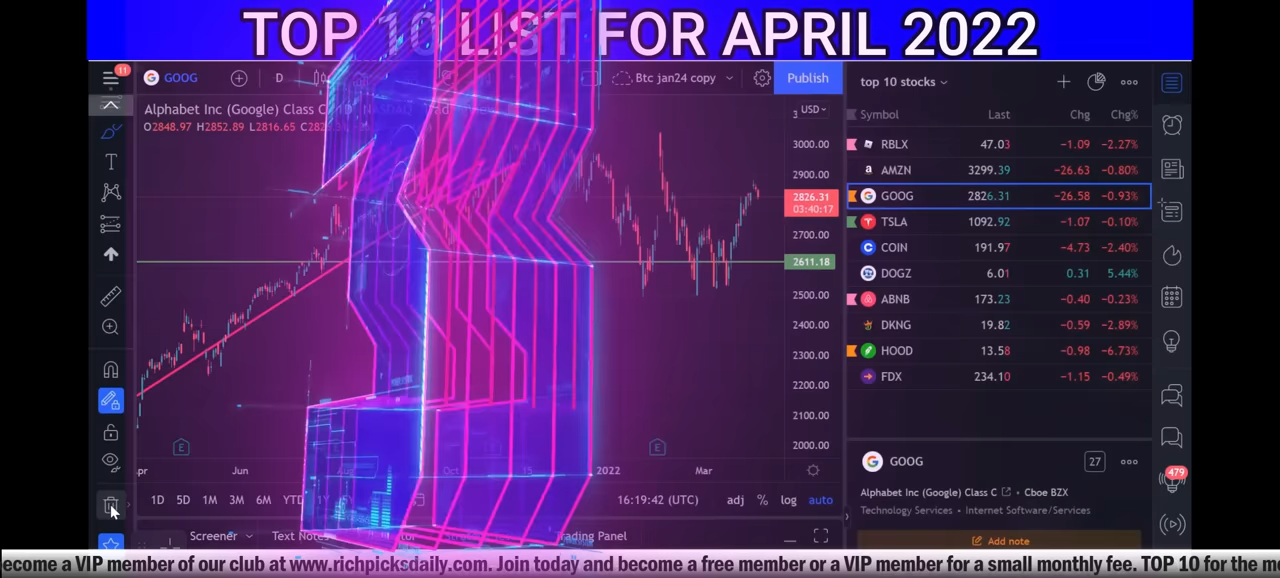 TOP 10 LIST FOR APRIL 2022
11
GOOG
D
Btc jan24 copy
Publish
top 10 stocks
Alphabet Inc (Google) Class C
O2848.97 H2852.89 L2816.65
USD
Symbol Last Chg Chg%
RBLX 47.03 −1.09 −2.27%
AMZN 3299.39 −26.63 −0.80%
GOOG 2826.31 −26.58 −0.93%
TSLA 1092.92 −1.07 −0.10%
COIN 191.97 −4.73 −2.40%
DOGZ 6.01 0.31 5.44%
ABNB 173.23 −0.40 −0.23%
DKNG 19.82 −0.59 −2.89%
HOOD 13.58 −0.98 −6.73%
FDX 234.10 −1.15 −0.49%
3000.00
2900.00
2826.31
03:40:17
2700.00
2611.18
2500.00
2400.00
2300.00
2200.00
2100.00
2000.00
E E
Jun Aug Oct 15 2022 Mar
1D 5D 1M 3M 6M YTD 1Y
16:19:42 (UTC) adj % log auto
GOOG
27
Alphabet Inc (Google) Class C • Cboe BZX
Technology Services • Internet Software/Services
479
Screener Text Notes Trading Panel
Add note
ecome a VIP member of our club at www.richpicksdaily.com. Join today and become a free member or a VIP member for a small monthly fee. TOP 10 for the m